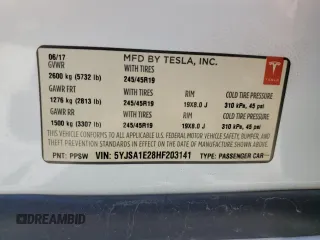 06/17
MFD BY TESLA, INC.
GVWR
2600 kg (5732 lb)
WITH TIRES
245/45R19
RIM
COLD TIRE PRESSURE
TESLA
GAWR FRT
1276 kg (2813 lb)
WITH TIRES
245/45R19
19X8.0 J
RIM
310 kPa, 45 psi
COLD TIRE PRESSURE
GAWR RR
1500 kg (3307 lb)
WITH TIRES
245/45R19
19X8.0 J
310 kPa, 45 psi
THIS VEHICLE CONFORMS TO ALL APPLICABLE U.S. FEDERAL MOTOR VEHICLE SAFETY, BUMPER, AND THEFT PREVENTION STANDARDS IN EFFECT ON THE DATE OF MANUFACTURE SHOWN ABOVE.
PNT: PPSW
VIN: 5YJSA1E28HF203141
TYPE: PASSENGER CAR
DREAMBID